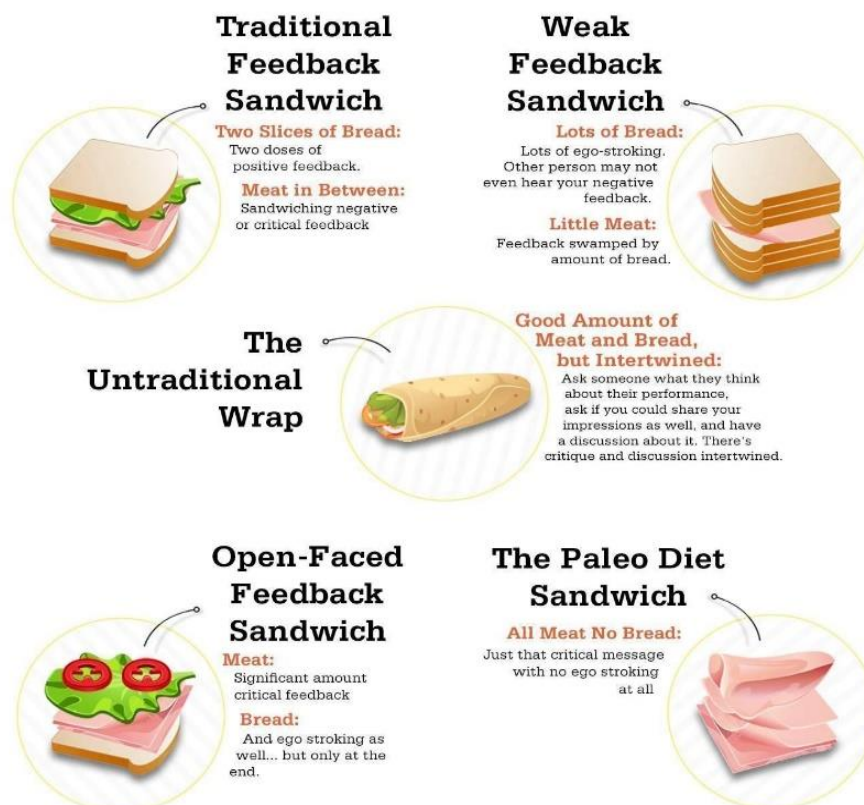 Traditional
Feedback
Sandwich
Two Slices of Bread:
Two doses of
positive feedback.
Meat in Between:
Sandwiching negative
or critical feedback
Weak
Feedback
Sandwich
Lots of Bread:
Lots of ego-stroking.
Other person may not
even hear your negative
feedback.
Little Meat:
Feedback swamped by
amount of bread.
The
Untraditional
Wrap
Good Amount of
Meat and Bread,
but Intertwined:
Ask someone what they think
about their performance,
ask if you could share your
impressions as well, and have
a discussion about it. There's
critique and discussion intertwined.
Open-Faced
Feedback
Sandwich
Meat:
Significant amount
critical feedback
Bread:
And ego stroking as
well... but only at the
end.
The Paleo Diet
Sandwich
All Meat No Bread:
Just that critical message
with no ego stroking
at all